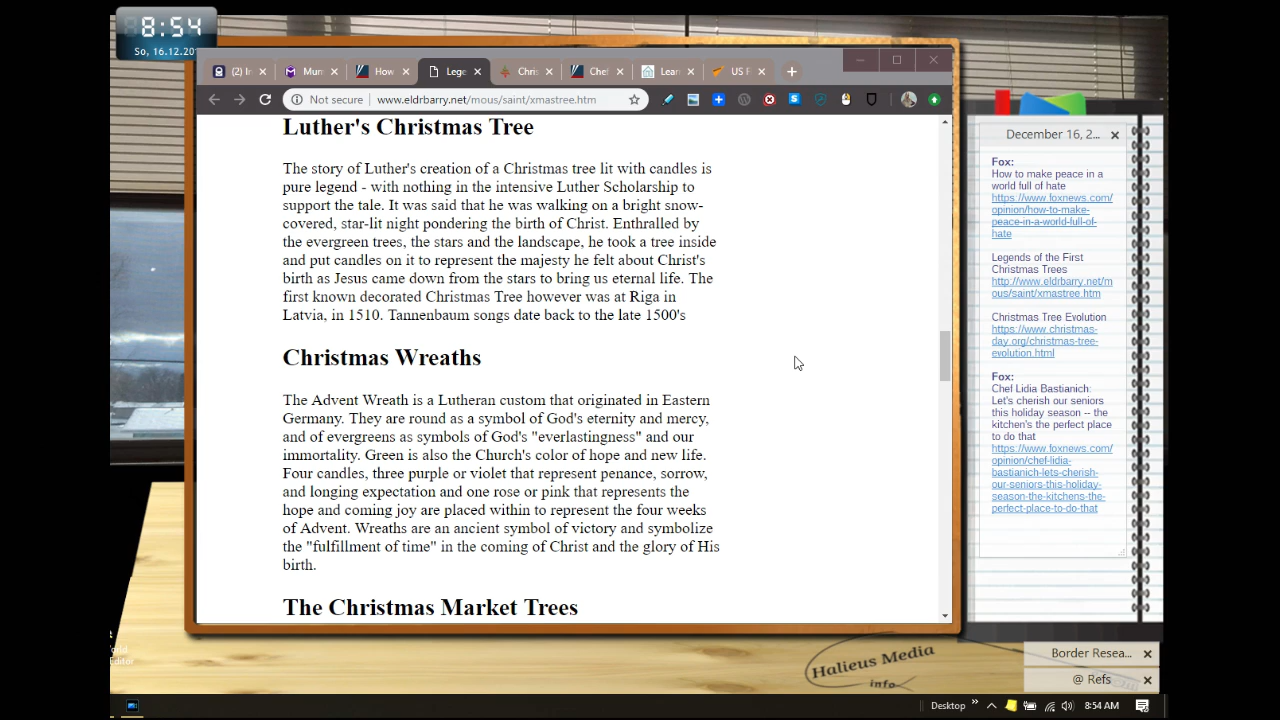 8:54
So, 16.12.20
(2) I
Mur
How
Lege
Chris
Chef
Lear
US F
Not secure
www.eldrbarry.net/mous/saint/xmastree.htm
Luther's Christmas Tree
The story of Luther's creation of a Christmas tree lit with candles is
pure legend - with nothing in the intensive Luther Scholarship to
support the tale. It was said that he was walking on a bright snow-
covered, star-lit night pondering the birth of Christ. Enthralled by
the evergreen trees, the stars and the landscape, he took a tree inside
and put candles on it to represent the majesty he felt about Christ's
birth as Jesus came down from the stars to bring us eternal life. The
first known decorated Christmas Tree however was at Riga in
Latvia, in 1510. Tannenbaum songs date back to the late 1500's
Christmas Wreaths
The Advent Wreath is a Lutheran custom that originated in Eastern
Germany. They are round as a symbol of God's eternity and mercy,
and of evergreens as symbols of God's "everlastingness" and our
immortality. Green is also the Church's color of hope and new life.
Four candles, three purple or violet that represent penance, sorrow,
and longing expectation and one rose or pink that represents the
hope and coming joy are placed within to represent the four weeks
of Advent. Wreaths are an ancient symbol of victory and symbolize
the "fulfillment of time" in the coming of Christ and the glory of His
birth.
The Christmas Market Trees
December 16, 2...
Fox:
How to make peace in a
world full of hate
https://www.foxnews.com/
opinion/how-to-make-
peace-in-a-world-full-of-
hate
Legends of the First
Christmas Trees
http://www.eldrbarry.net/m
ous/saint/xmastree.htm
Christmas Tree Evolution
https://www.christmas-
day.org/christmas-tree-
evolution.html
Fox:
Chef Lidia Bastianich:
Let's cherish our seniors
this holiday season -- the
kitchen's the perfect place
to do that
https://www.foxnews.com/
opinion/chef-lidia-
bastianich-lets-cherish-
our-seniors-this-holiday-
season-the-kitchens-the-
perfect-place-to-do-that
Editor
Halieus Media
info
Border Resea...
@ Refs
Desktop
8:54 AM